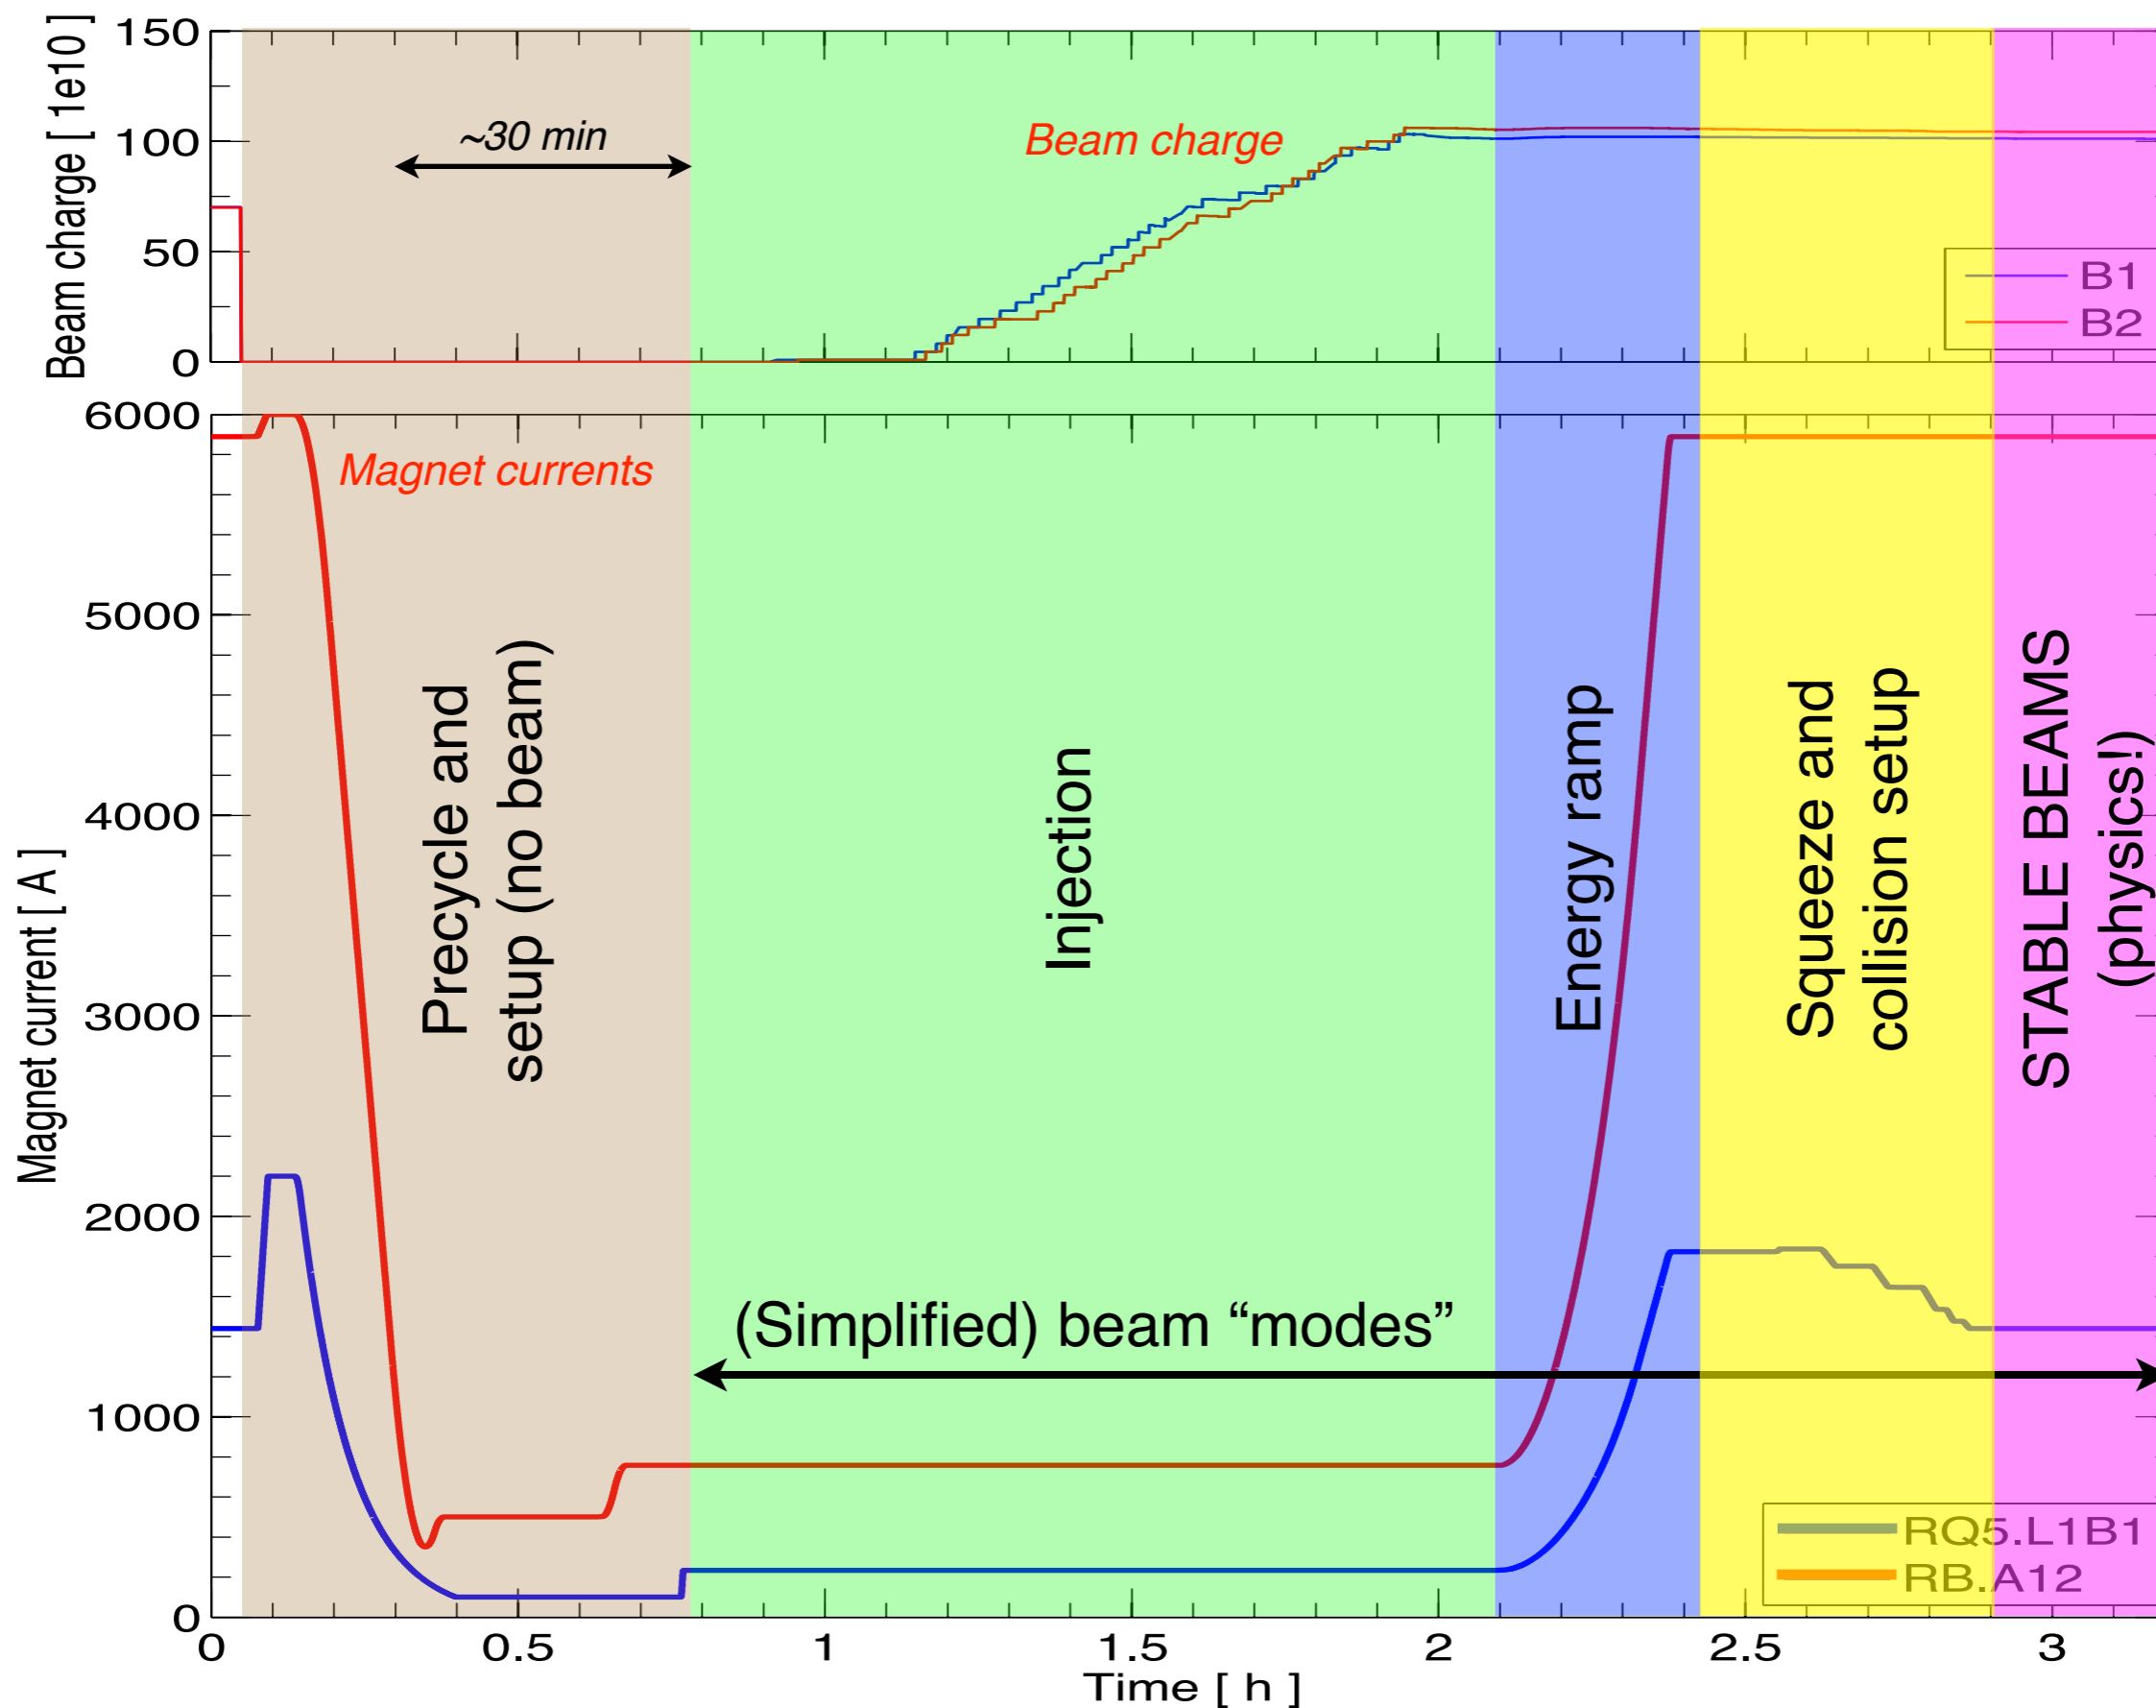 Beam charge [ 1e10 ]
150
100
50
0
~30 min
Beam charge
B1
B2
Magnet current [ A ]
6000
5000
4000
3000
2000
1000
0
Magnet currents
Precycle and
setup (no beam)
Injection
Energy ramp
Squeeze and
collision setup
STABLE BEAMS
(physics!)
(Simplified) beam “modes”
RQ5.L1B1
RB.A12
0
0.5
1
1.5
2
2.5
3
Time [ h ]